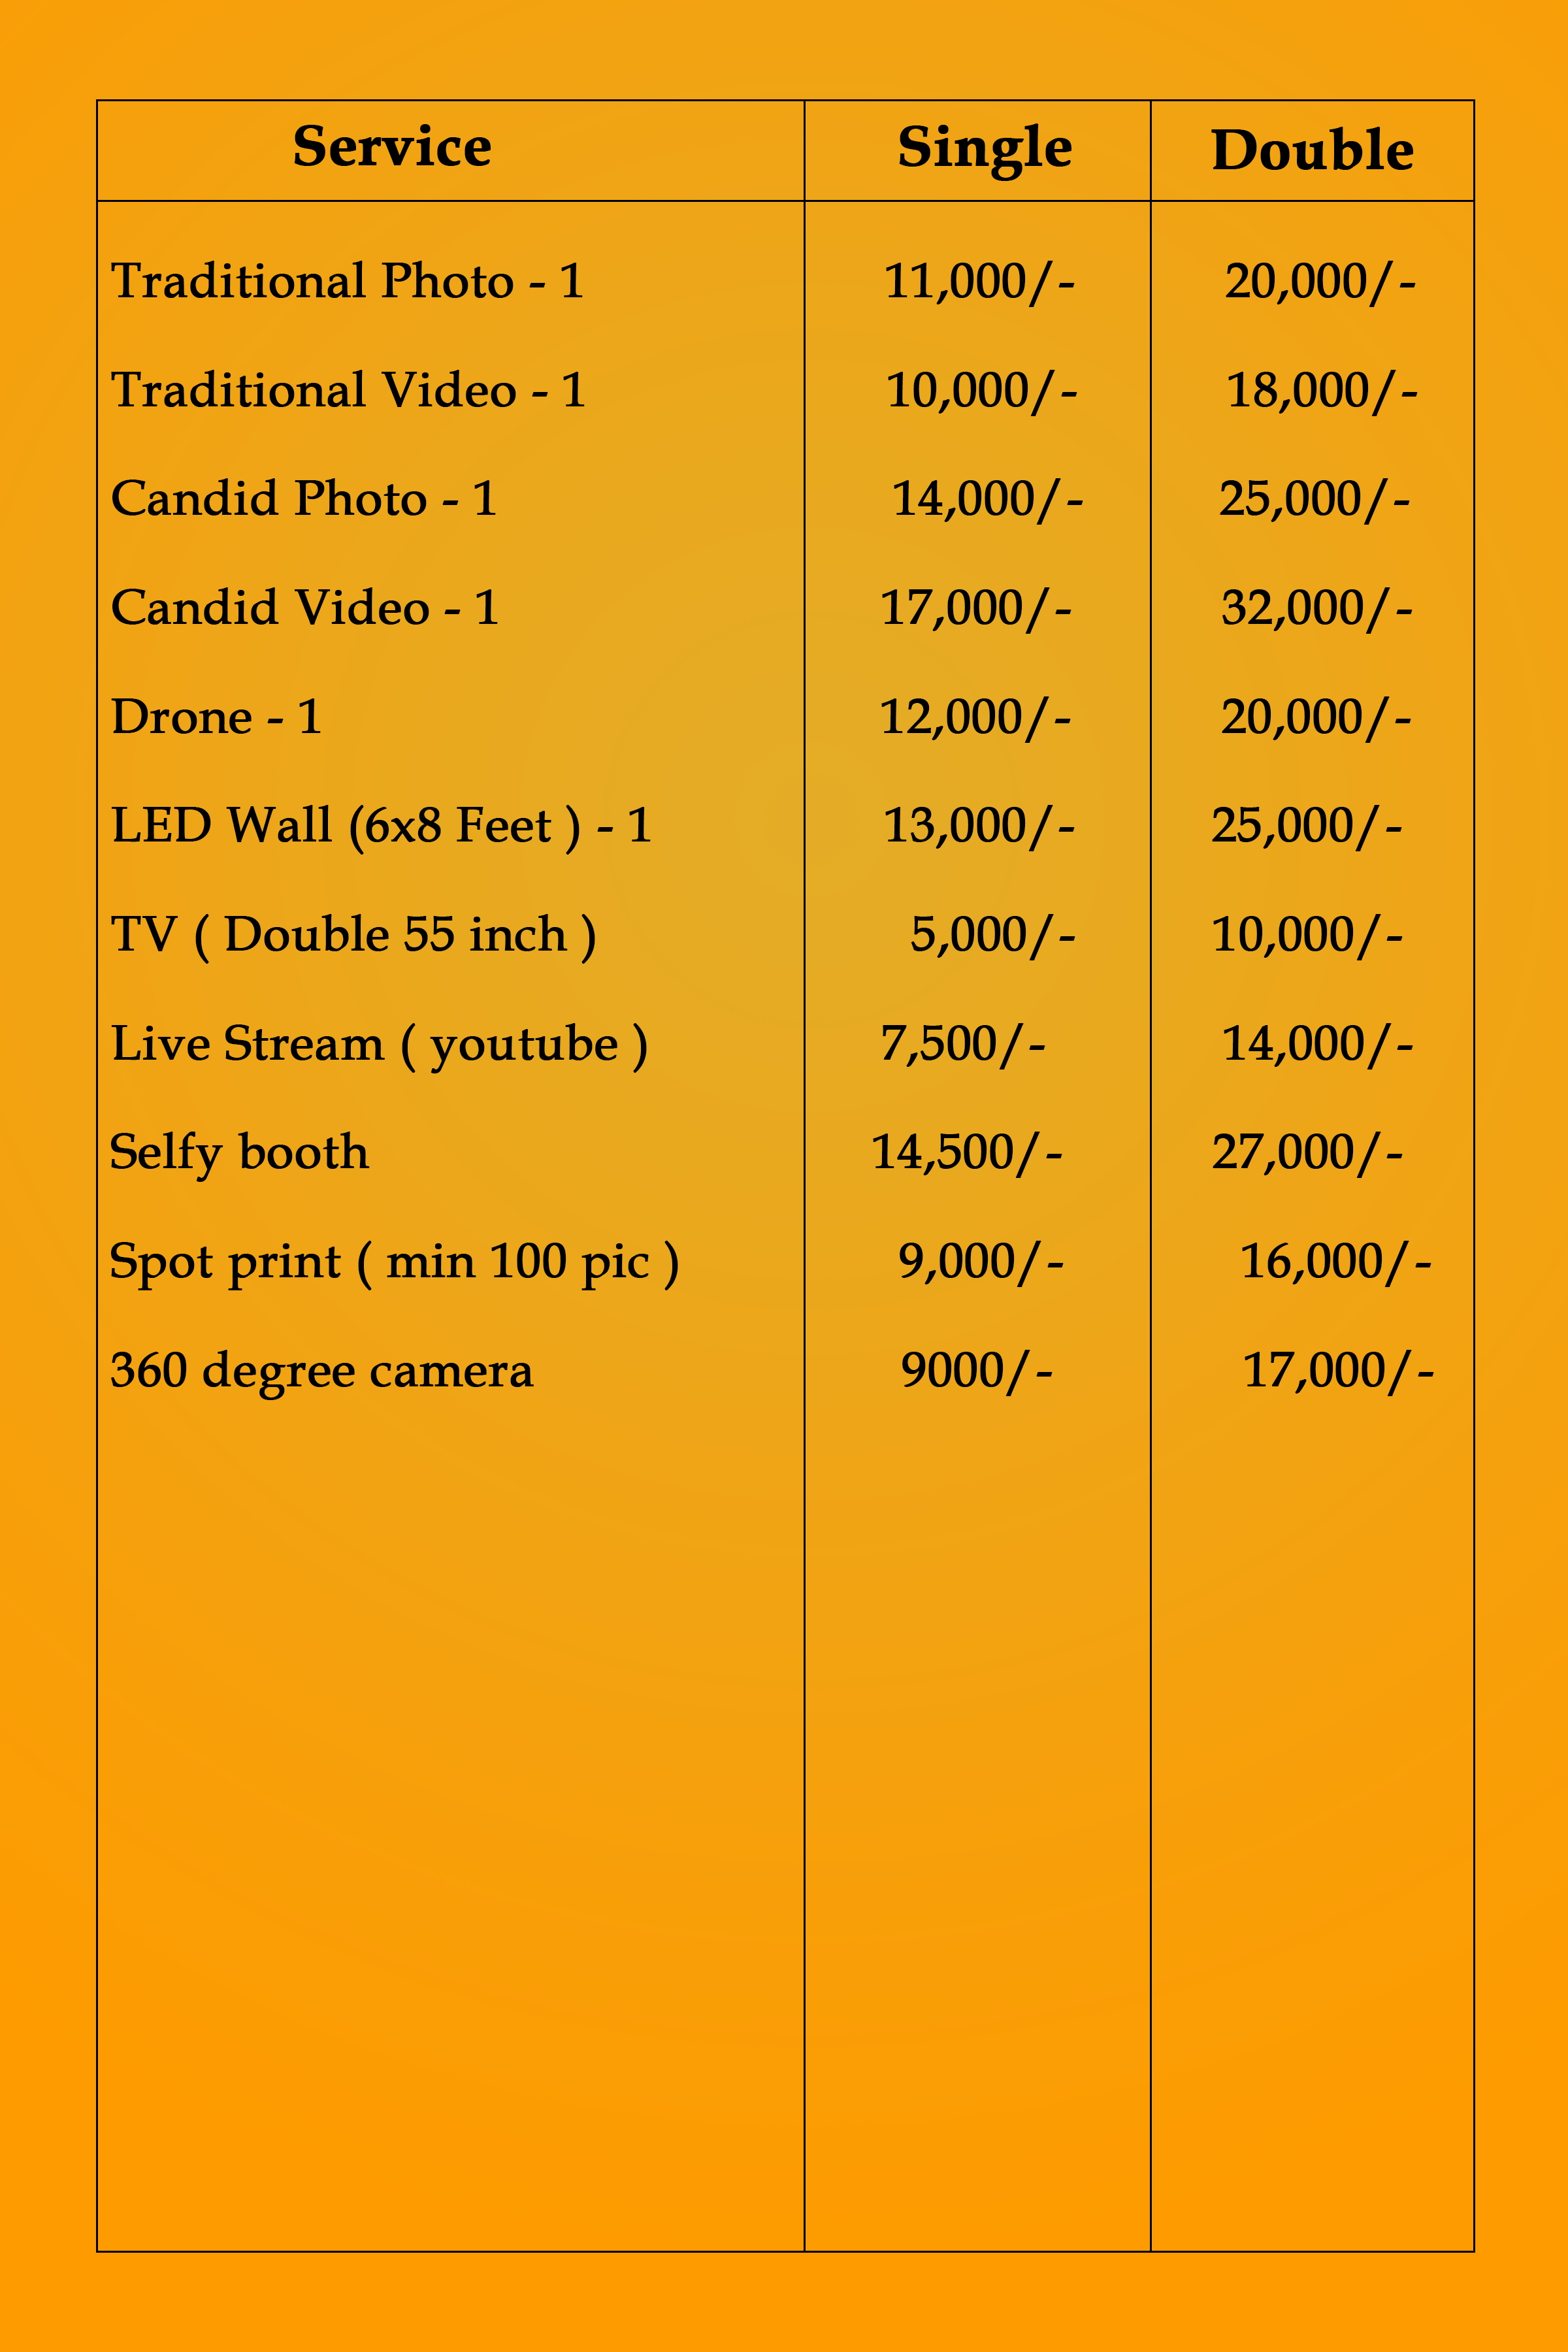 Service Single Double
Traditional Photo - 1 11,000/- 20,000/-
Traditional Video - 1 10,000/- 18,000/-
Candid Photo - 1 14,000/- 25,000/-
Candid Video - 1 17,000/- 32,000/-
Drone - 1 12,000/- 20,000/-
LED Wall (6x8 Feet ) - 1 13,000/- 25,000/-
TV ( Double 55 inch ) 5,000/- 10,000/-
Live Stream ( youtube ) 7,500/- 14,000/-
Selfy booth 14,500/- 27,000/-
Spot print ( min 100 pic ) 9,000/- 16,000/-
360 degree camera 9000/- 17,000/-